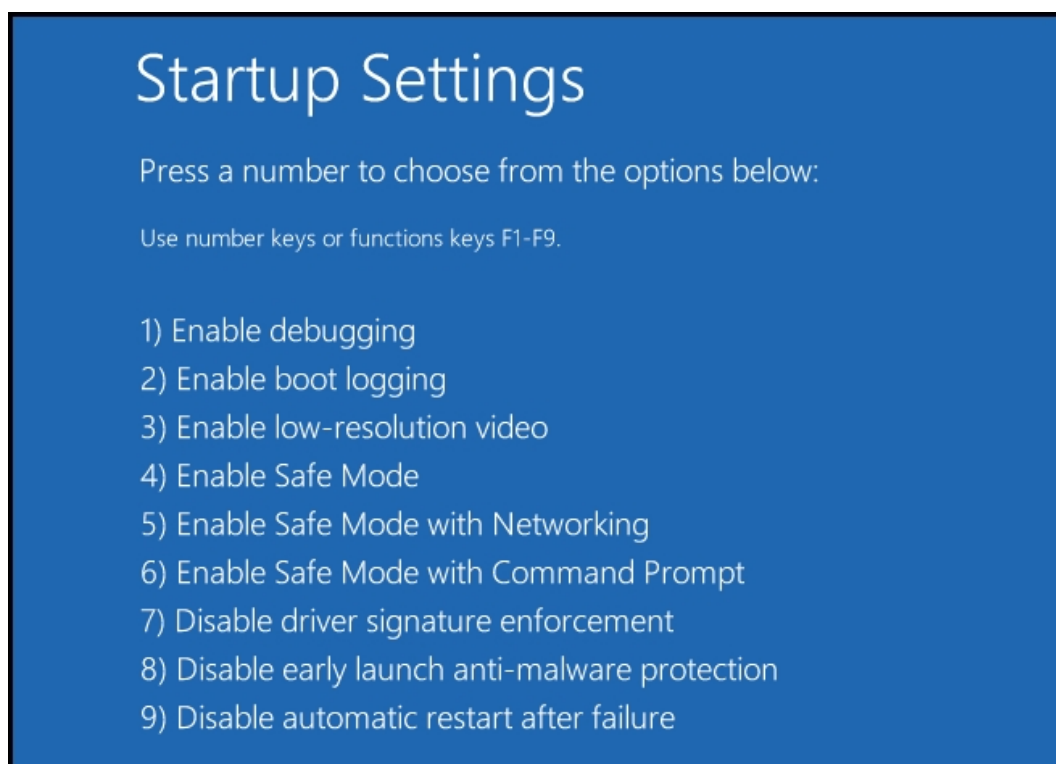 Startup Settings
Press a number to choose from the options below:
Use number keys or functions keys F1-F9.
1) Enable debugging
2) Enable boot logging
3) Enable low-resolution video
4) Enable Safe Mode
5) Enable Safe Mode with Networking
6) Enable Safe Mode with Command Prompt
7) Disable driver signature enforcement
8) Disable early launch anti-malware protection
9) Disable automatic restart after failure